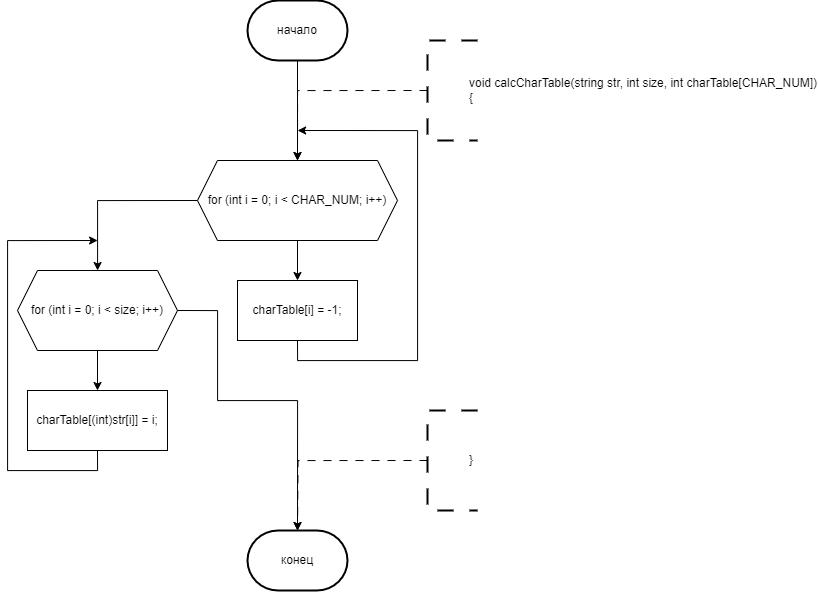 начало
void calcCharTable(string str, int size, int charTable[CHAR_NUM])
{
for (int i = 0; i < CHAR_NUM; i++)
for (int i = 0; i < size; i++)
charTable[i] = -1;
charTable[(int)str[i]] = i;
}
конец